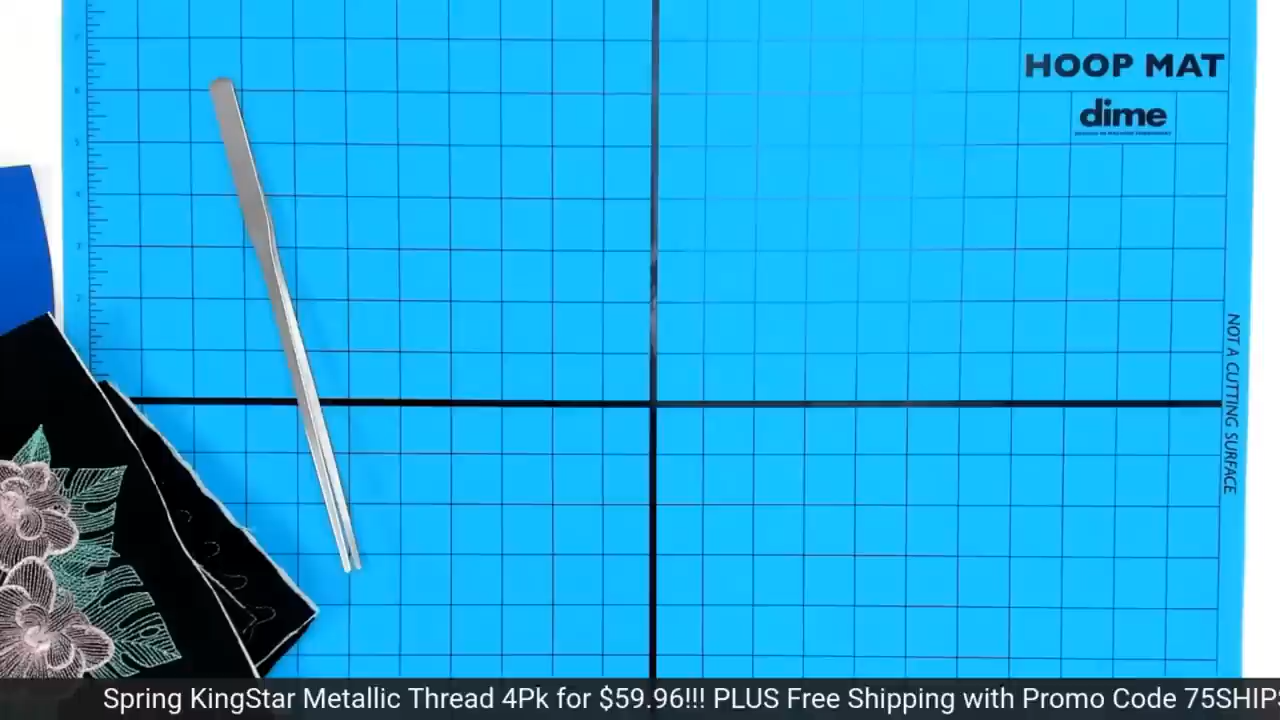 HOOP MAT
dime
NOT A CUTTING SURFACE
Spring KingStar Metallic Thread 4Pk for $59.96!!! PLUS Free Shipping with Promo Code 75SHIPS